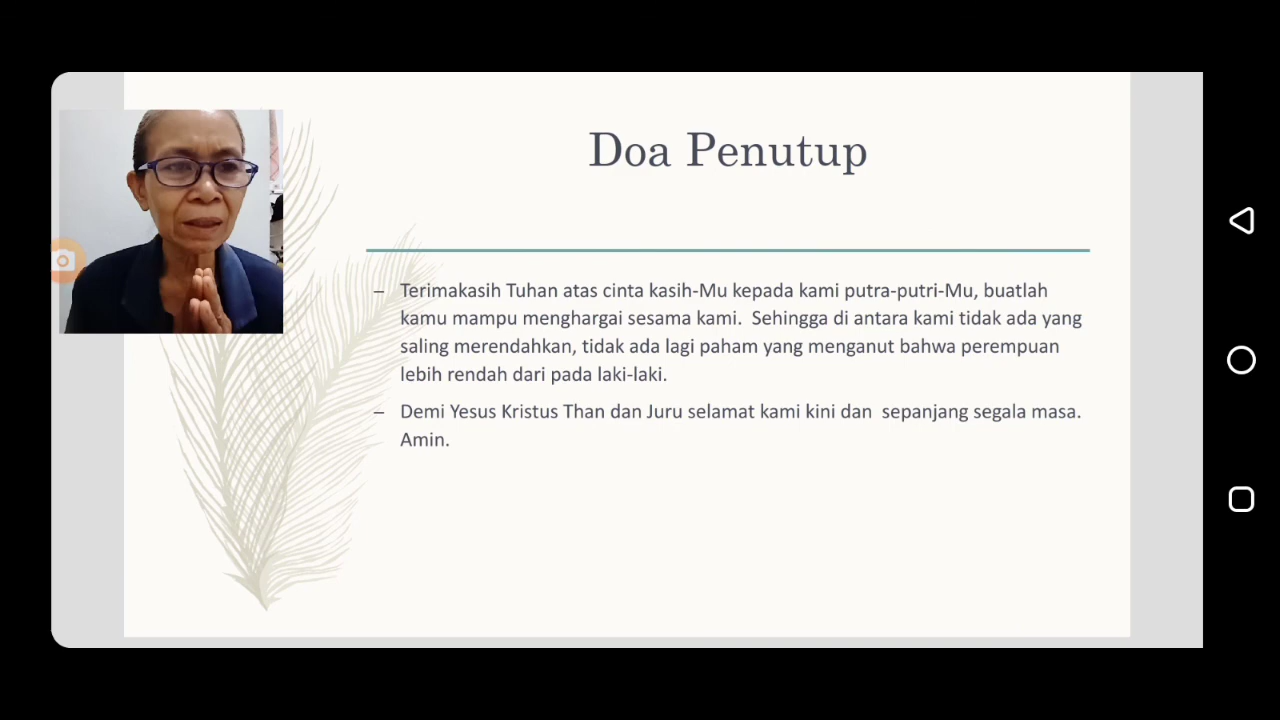 Doa Penutup
– Terimakasih Tuhan atas cinta kasih-Mu kepada kami putra-putri-Mu, buatlah
kamu mampu menghargai sesama kami.  Sehingga di antara kami tidak ada yang
saling merendahkan, tidak ada lagi paham yang menganut bahwa perempuan
lebih rendah dari pada laki-laki.
– Demi Yesus Kristus Than dan Juru selamat kami kini dan  sepanjang segala masa.
Amin.